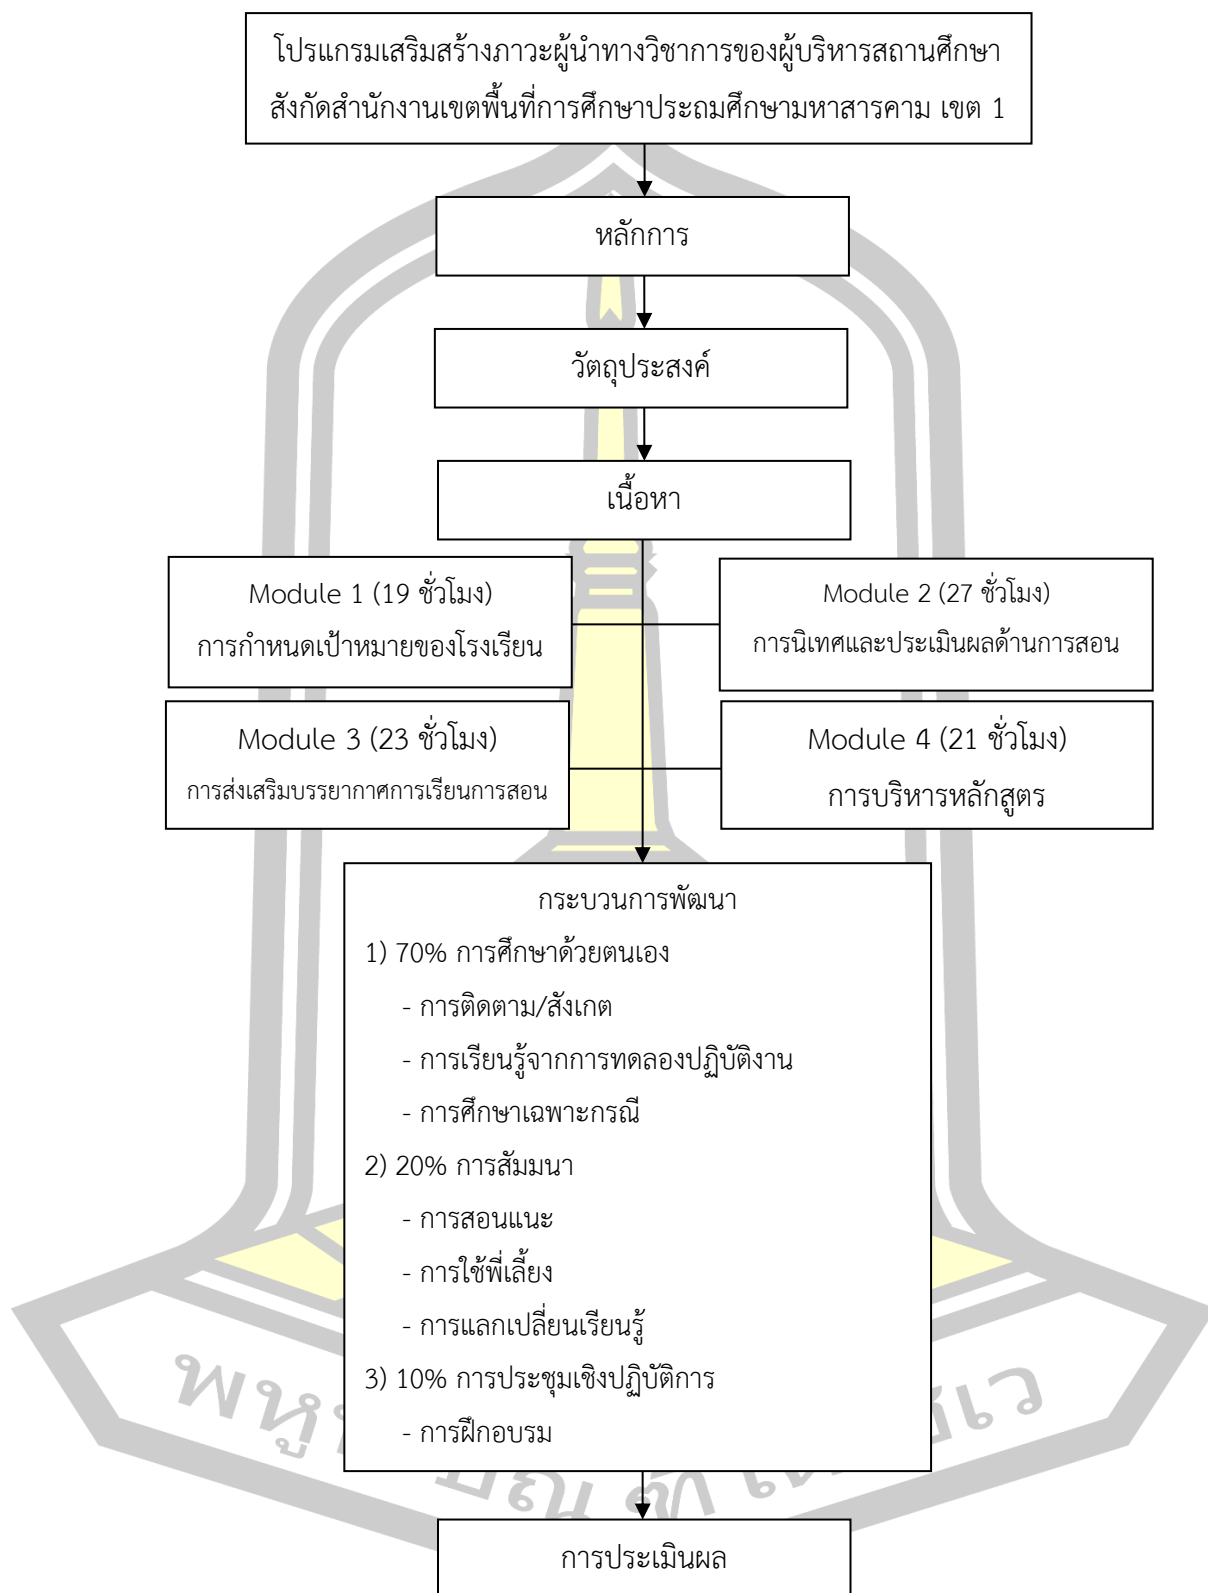 โปรแกรมเสริมสร้างภาวะผู้นำทางวิชาการของผู้บริหารสถานศึกษา
สังกัดสำนักงานเขตพื้นที่การศึกษาประถมศึกษามหาสารคาม เขต 1
หลักการ
วัตถุประสงค์
เนื้อหา
Module 1 (19 ชั่วโมง)
การกำหนดเป้าหมายของโรงเรียน
Module 2 (27 ชั่วโมง)
การนิเทศและประเมินผลด้านการสอน
Module 3 (23 ชั่วโมง)
การส่งเสริมบรรยากาศการเรียนการสอน
Module 4 (21 ชั่วโมง)
การบริหารหลักสูตร
กระบวนการพัฒนา
1) 70% การศึกษาด้วยตนเอง
- การติดตาม/สังเกต
- การเรียนรู้จากการทดลองปฏิบัติงาน
- การศึกษาเฉพาะกรณี
2) 20% การสัมมนา
- การสอนแนะ
- การใช้พี่เลี้ยง
- การแลกเปลี่ยนเรียนรู้
3) 10% การประชุมเชิงปฏิบัติการ
- การฝึกอบรม
การประเมินผล